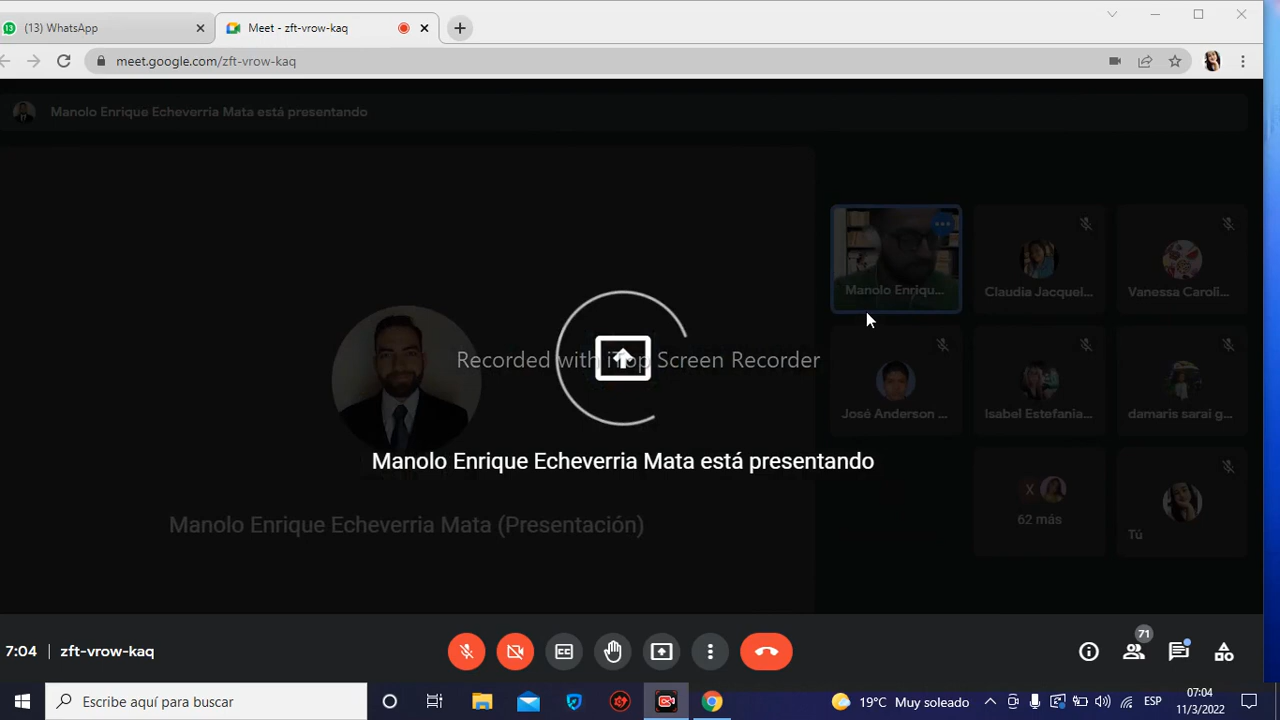 (13) WhatsApp
Meet - zft-vrow-kaq
meet.google.com/zft-vrow-kaq
Manolo Enrique Echeverria Mata está presentando
Manolo Enriqu...
Claudia Jacquel...
Vanessa Caroli...
Recorded with iTop Screen Recorder
José Anderson ...
Isabel Estefania...
damaris sarai g...
Manolo Enrique Echeverria Mata está presentando
Manolo Enrique Echeverria Mata (Presentación)
X
62 más
Tú
7:04 | zft-vrow-kaq
71
Escribe aquí para buscar
19°C Muy soleado
ESP
07:04
11/3/2022